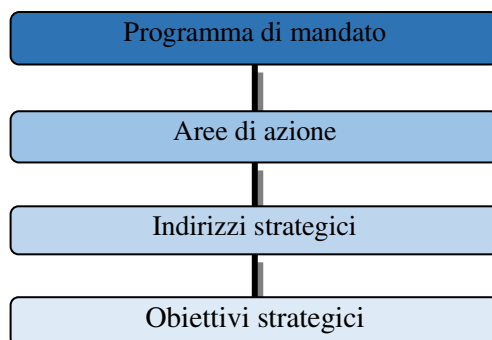 Programma di mandato
Aree di azione
Indirizzi strategici
Obiettivi strategici